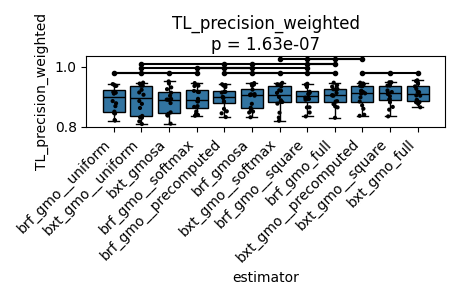 TL_precision_weighted
p = 1.63e-07
TL_precision_weighted
1.0
0.8
brf_gmo__uniform
bxt_gmo__uniform
bxt_gmosa
brf_gmo__softmax
brf_gmo__precomputed
brf_gmosa
bxt_gmo__softmax
brf_gmo__square
brf_gmo_full
bxt_gmo__precomputed
bxt_gmo__square
bxt_gmo_full
estimator